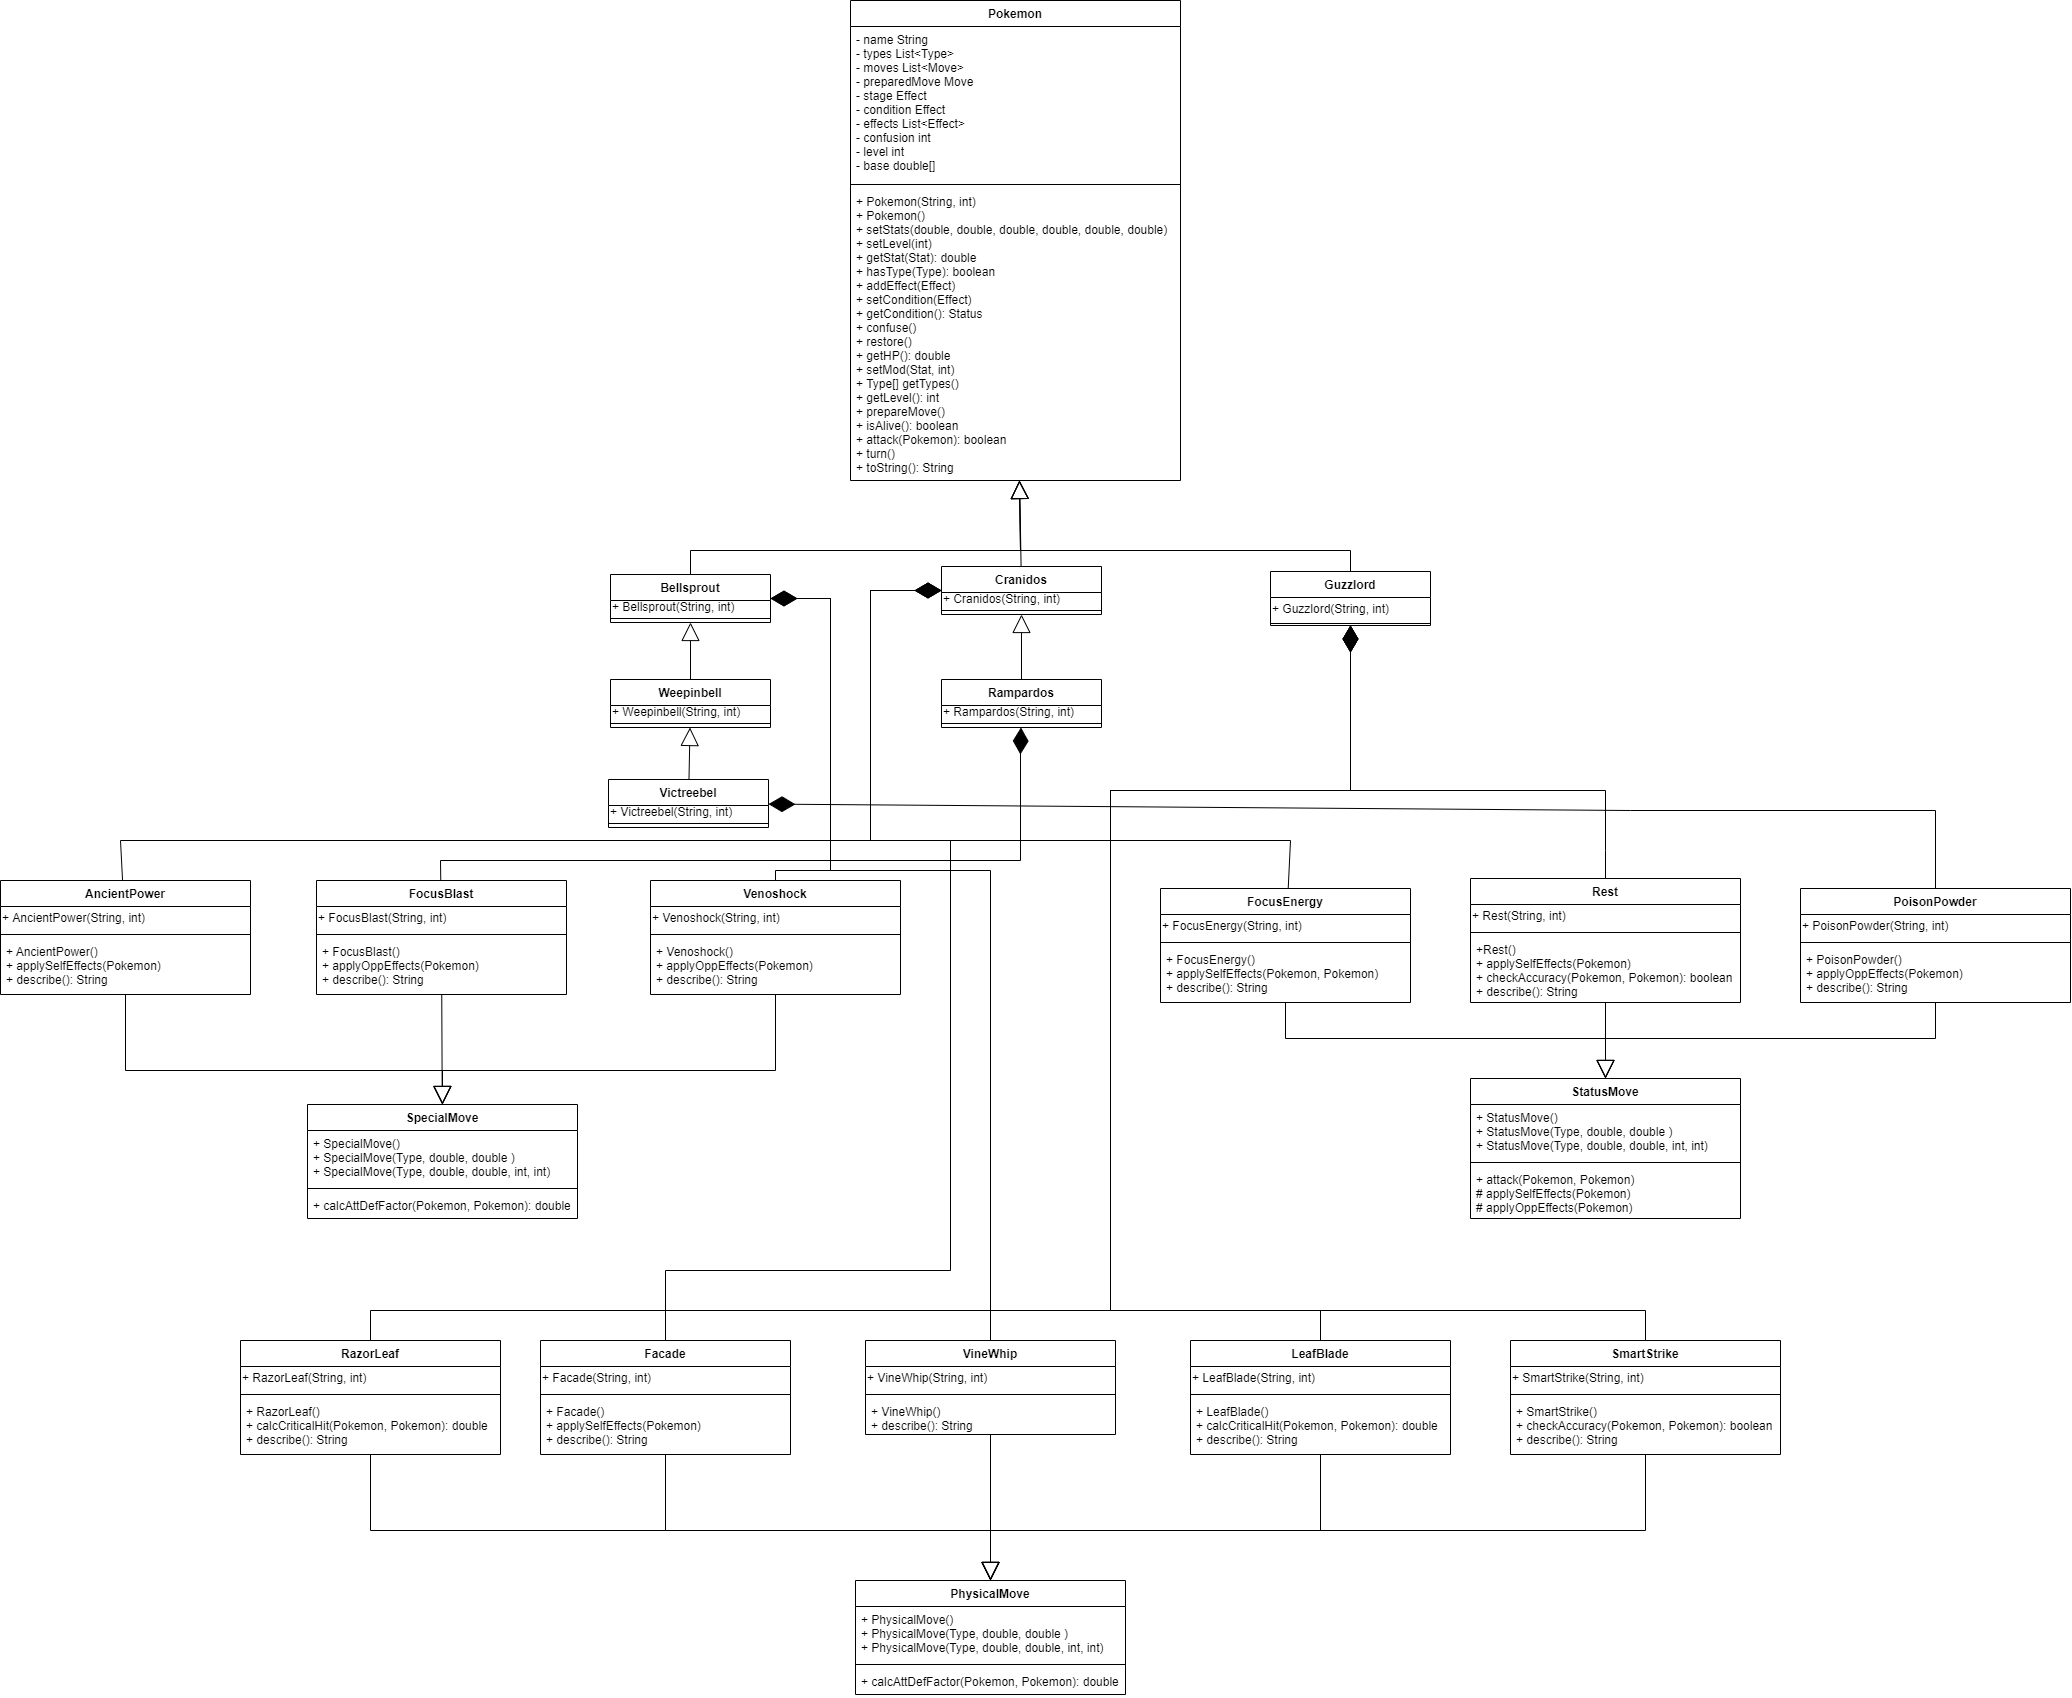 Pokemon
- name String
- types List<Type>
- moves List<Move>
- preparedMove Move
- stage Effect
- condition Effect
- effects List<Effect>
- confusion int
- level int
- base double[]
+ Pokemon(String, int)
+ Pokemon()
+ setStats(double, double, double, double, double, double)
+ setLevel(int)
+ getStat(Stat): double
+ hasType(Type): boolean
+ addEffect(Effect)
+ setCondition(Effect)
+ getCondition(): Status
+ confuse()
+ restore()
+ getHP(): double
+ setMod(Stat, int)
+ Type[] getTypes()
+ getLevel(): int
+ prepareMove()
+ isAlive(): boolean
+ attack(Pokemon): boolean
+ turn()
+ toString(): String
Bellsprout
+ Bellsprout(String, int)
Cranidos
+ Cranidos(String, int)
Guzzlord
+ Guzzlord(String, int)
Weepinbell
+ Weepinbell(String, int)
Rampardos
+ Rampardos(String, int)
Victreebel
+ Victreebel(String, int)
AncientPower
+ AncientPower(String, int)
+ AncientPower()
+ applySelfEffects(Pokemon)
+ describe(): String
FocusBlast
+ FocusBlast(String, int)
+ FocusBlast()
+ applyOppEffects(Pokemon)
+ describe(): String
Venoshock
+ Venoshock(String, int)
+ Venoshock()
+ applyOppEffects(Pokemon)
+ describe(): String
FocusEnergy
+ FocusEnergy(String, int)
+ FocusEnergy()
+ applySelfEffects(Pokemon, Pokemon)
+ describe(): String
Rest
+ Rest(String, int)
+Rest()
+ applySelfEffects(Pokemon)
+ checkAccuracy(Pokemon, Pokemon): boolean
+ describe(): String
PoisonPowder
+ PoisonPowder(String, int)
+ PoisonPowder()
+ applyOppEffects(Pokemon)
+ describe(): String
SpecialMove
+ SpecialMove()
+ SpecialMove(Type, double, double )
+ SpecialMove(Type, double, double, int, int)
+ calcAttDefFactor(Pokemon, Pokemon): double
StatusMove
+ StatusMove()
+ StatusMove(Type, double, double )
+ StatusMove(Type, double, double, int, int)
+ attack(Pokemon, Pokemon)
# applySelfEffects(Pokemon)
# applyOppEffects(Pokemon)
RazorLeaf
+ RazorLeaf(String, int)
+ RazorLeaf()
+ calcCriticalHit(Pokemon, Pokemon): double
+ describe(): String
Facade
+ Facade(String, int)
+ Facade()
+ applySelfEffects(Pokemon)
+ describe(): String
VineWhip
+ VineWhip(String, int)
+ VineWhip()
+ describe(): String
LeafBlade
+ LeafBlade(String, int)
+ LeafBlade()
+ calcCriticalHit(Pokemon, Pokemon): double
+ describe(): String
SmartStrike
+ SmartStrike(String, int)
+ SmartStrike()
+ checkAccuracy(Pokemon, Pokemon): boolean
+ describe(): String
PhysicalMove
+ PhysicalMove()
+ PhysicalMove(Type, double, double )
+ PhysicalMove(Type, double, double, int, int)
+ calcAttDefFactor(Pokemon, Pokemon): double